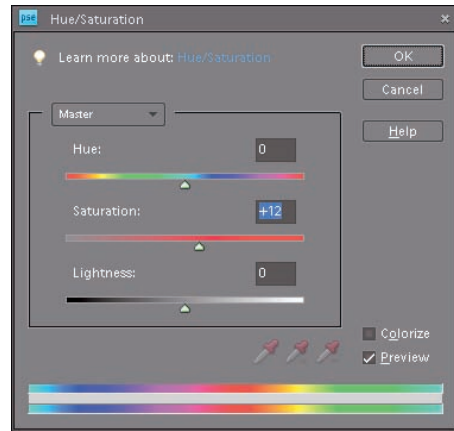 pse Hue/Saturation
Learn more about: Hue/Saturation
OK
Cancel
Help
Master
Hue: 0
Saturation: +12
Lightness: 0
Colorize
Preview